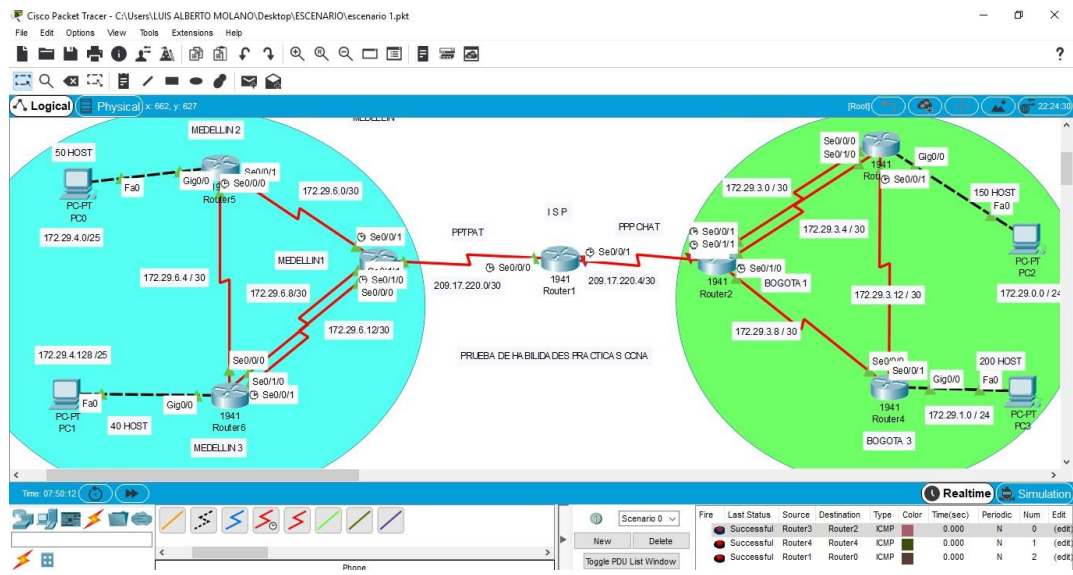 Cisco Packet Tracer - C:\Users\LUIS ALBERTO MOLANO\Desktop\ESCENARIO\escenario 1.pkt
File Edit Options View Tools Extensions Help
?
Logical Physical x: 662, y: 627 [Root] 22:24:30
MEDELLIN
MEDELLIN 2
50 HOST
Fa0
Gig0/0
Se0/0/1
Se0/0/0
Router5
PC-PT
PC0
172.29.4.0/25
172.29.6.0/30
Se0/0/1
MEDELLIN1
Se0/1/0
Se0/0/0
172.29.6.4 / 30
172.29.6.8/30
172.29.6.12/30
172.29.4.128 /25
Se0/0/0
Se0/1/0
Se0/0/1
PC-PT
PC1
Fa0
Gig0/0
40 HOST
1941
Router6
MEDELLIN 3
I S P
PPTPAT
PPP CHAT
Se0/0/0
Se0/0/1
1941
Router1
209.17.220.0/30
209.17.220.4/30
PRUEBA DE HABILIDADES PRACTICAS CCNA
Se0/0/0
Se0/1/0
Gig0/0
1941
Se0/0/1
172.29.3.0 / 30
172.29.3.4 / 30
150 HOST
Fa0
PC-PT
PC2
172.29.0.0 / 24
Se0/0/1
Se0/1/1
Se0/1/0
1941
Router2
BOGOTA 1
172.29.3.12 / 30
172.29.3.8 / 30
Se0/0/1
Gig0/0
200 HOST
Fa0
1941
Router4
172.29.1.0 / 24
PC-PT
PC3
BOGOTA 3
Time: 07:50:12 Realtime Simulation
Scenario 0
New Delete
Toggle PDU List Window
Fire Last Status Source Destination Type Color Time(sec) Periodic Num Edit
Successful Router3 Router2 ICMP 0.000 N 0 (edit)
Successful Router4 Router4 ICMP 0.000 N 1 (edit)
Successful Router1 Router0 ICMP 0.000 N 2 (edit)
Phone